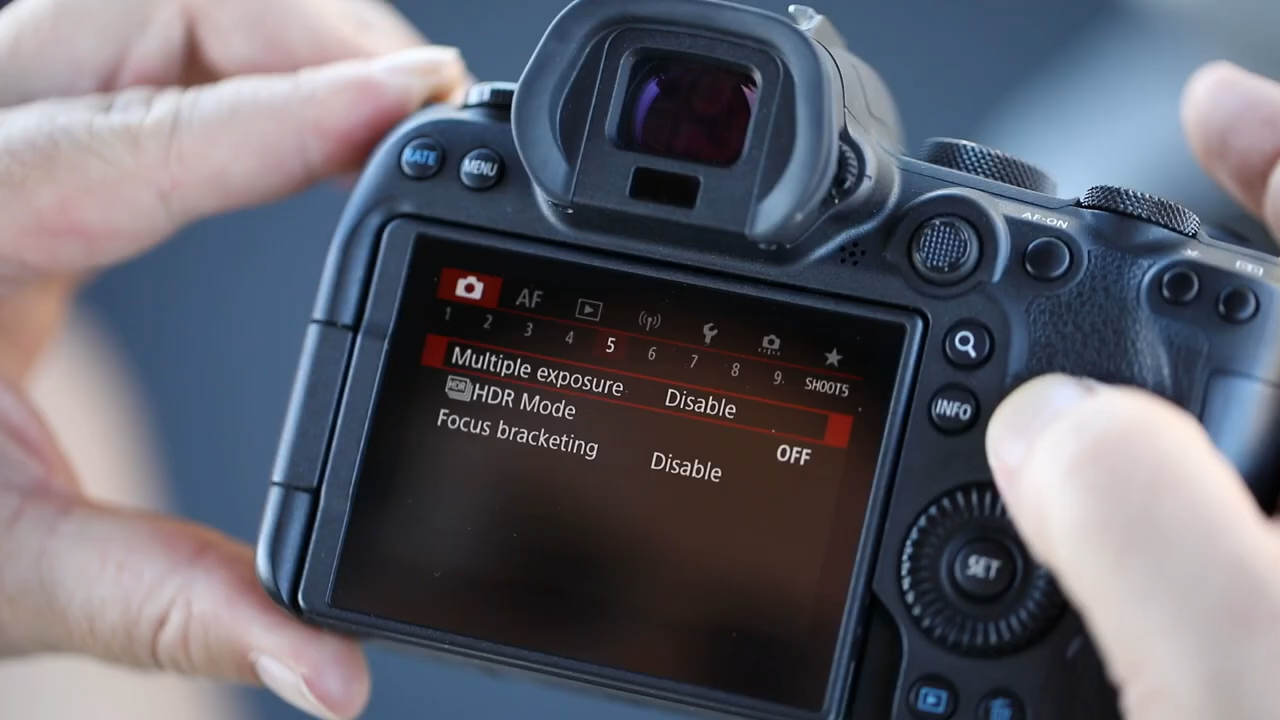 RATE
MENU
AF-ON
AF
1 2 3 4 5 6 7 8 9. SHOOT5
Multiple exposure Disable
HDR HDR Mode OFF
Focus bracketing Disable
INFO
SET